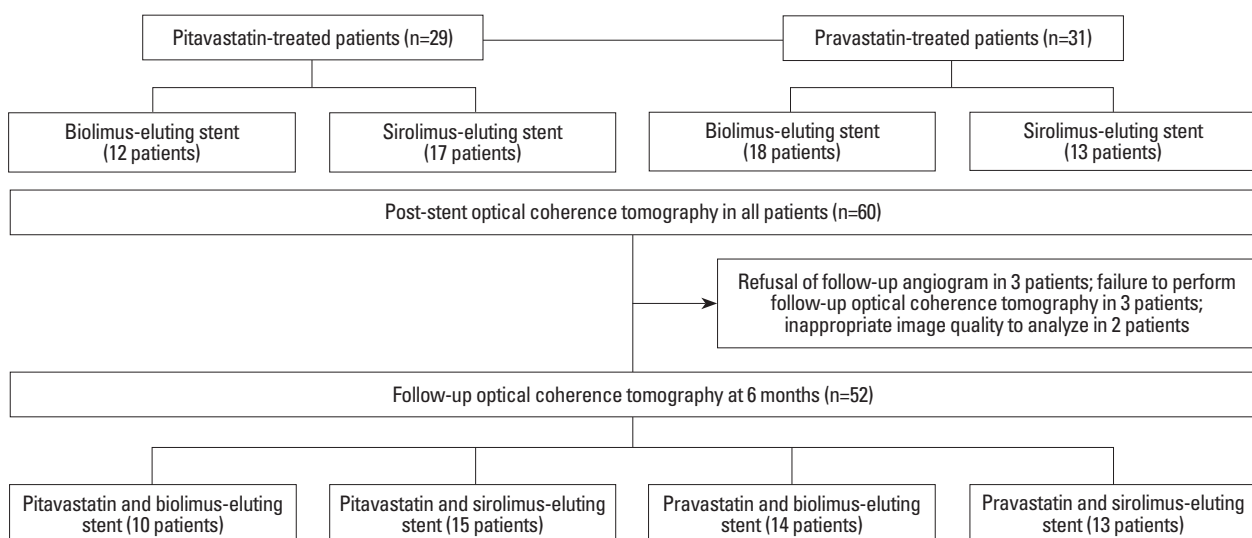 Pitavastatin-treated patients (n=29)
Pravastatin-treated patients (n=31)
Biolimus-eluting stent
(12 patients)
Sirolimus-eluting stent
(17 patients)
Biolimus-eluting stent
(18 patients)
Sirolimus-eluting stent
(13 patients)
Post-stent optical coherence tomography in all patients (n=60)
Refusal of follow-up angiogram in 3 patients; failure to perform
follow-up optical coherence tomography in 3 patients;
inappropriate image quality to analyze in 2 patients
Follow-up optical coherence tomography at 6 months (n=52)
Pitavastatin and biolimus-eluting
stent (10 patients)
Pitavastatin and sirolimus-eluting
stent (15 patients)
Pravastatin and biolimus-eluting
stent (14 patients)
Pravastatin and sirolimus-eluting
stent (13 patients)